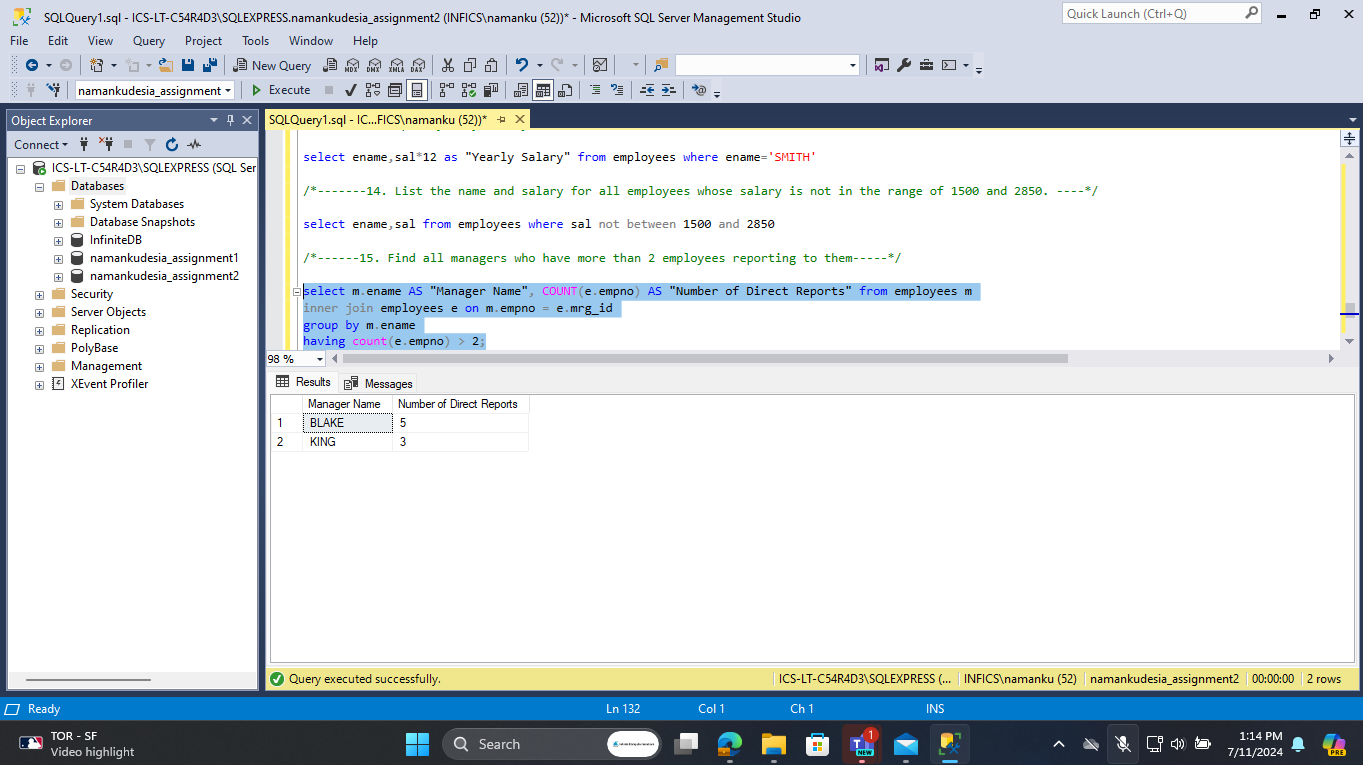 SQLQuery1.sql - ICS-LT-C54R4D3\SQLEXPRESS.namankudesia_assignment2 (INFICS\namanku (52))* - Microsoft SQL Server Management Studio
Quick Launch (Ctrl+Q)
File Edit View Query Project Tools Window Help
New Query MDX DMX XMLA DAX
namankudesia_assignment Execute
Object Explorer
SQLQuery1.sql - IC...FICS\namanku (52))*
Connect
ICS-LT-C54R4D3\SQLEXPRESS (SQL Ser
Databases
System Databases
Database Snapshots
InfiniteDB
namankudesia_assignment1
namankudesia_assignment2
Security
Server Objects
Replication
PolyBase
Management
XEvent Profiler
select ename,sal*12 as "Yearly Salary" from employees where ename='SMITH'
/*-------14. List the name and salary for all employees whose salary is not in the range of 1500 and 2850. ----*/
select ename,sal from employees where sal not between 1500 and 2850
/*------15. Find all managers who have more than 2 employees reporting to them-----*/
select m.ename AS "Manager Name", COUNT(e.empno) AS "Number of Direct Reports" from employees m
inner join employees e on m.empno = e.mrg_id
group by m.ename
having count(e.empno) > 2;
98 %
Results Messages
Manager Name Number of Direct Reports
1 BLAKE 5
2 KING 3
Query executed successfully.
ICS-LT-C54R4D3\SQLEXPRESS (... INFICS\namanku (52) namankudesia_assignment2 00:00:00 2 rows
Ready Ln 132 Col 1 Ch 1 INS
TOR - SF
Video highlight
Search
1
NEW
1:14 PM
7/11/2024
PRE